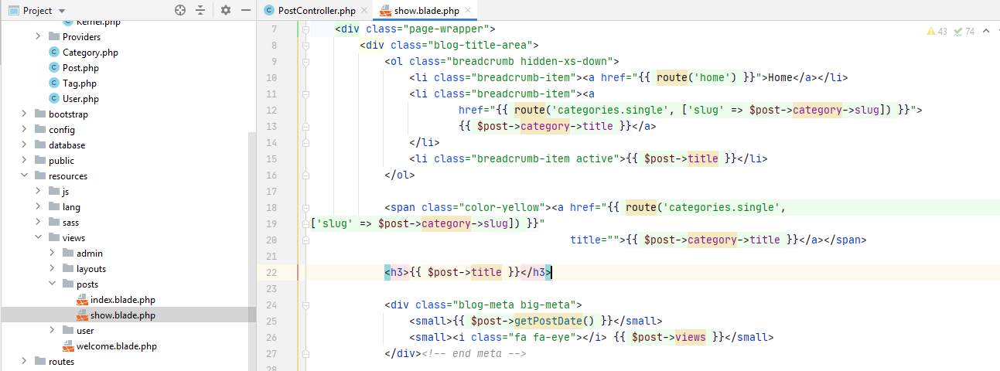 Project
Kernel.php
Providers
Category.php
Post.php
Tag.php
User.php
bootstrap
config
database
public
resources
js
lang
sass
views
admin
layouts
posts
index.blade.php
show.blade.php
user
welcome.blade.php
routes
PostController.php
show.blade.php
43
74
7 <div class="page-wrapper">
8 <div class="blog-title-area">
9 <ol class="breadcrumb hidden-xs-down">
10 <li class="breadcrumb-item"><a href="{{ route('home') }}">Home</a></li>
11 <li class="breadcrumb-item"><a
12 href="{{ route('categories.single', ['slug' => $post->category->slug]) }}">
13 {{ $post->category->title }}</a>
14 </li>
15 <li class="breadcrumb-item active">{{ $post->title }}</li>
16 </ol>
17
18 <span class="color-yellow"><a href="{{ route('categories.single',
19 ['slug' => $post->category->slug]) }}"
20 title="">{{ $post->category->title }}</a></span>
21
22 <h3>{{ $post->title }}</h3>
23
24 <div class="blog-meta big-meta">
25 <small>{{ $post->getPostDate() }}</small>
26 <small><i class="fa fa-eye"></i> {{ $post->views }}</small>
27 </div><!-- end meta -->
28